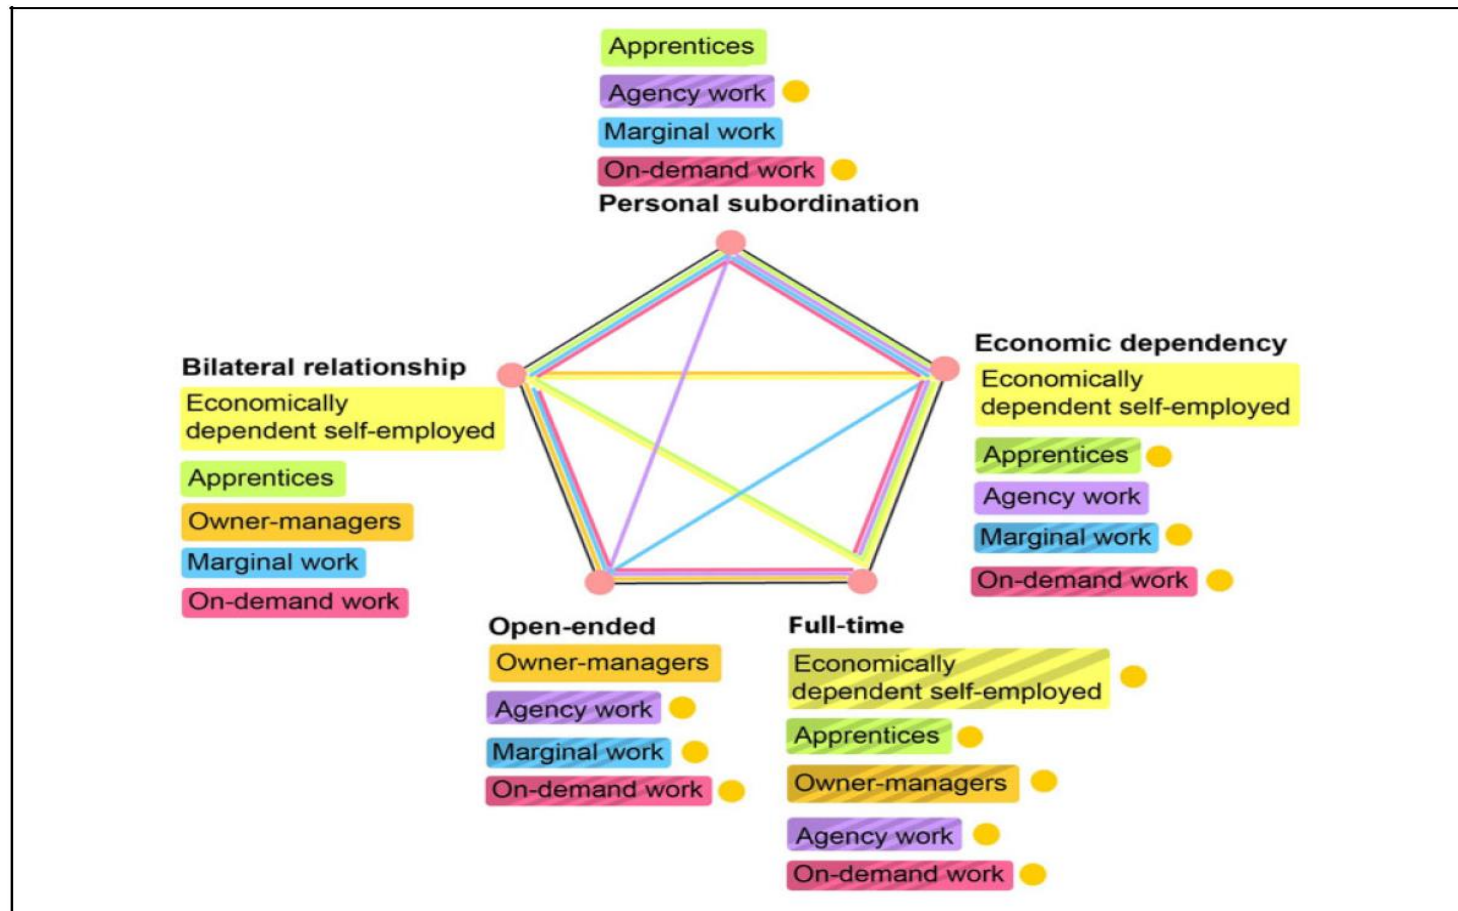 Apprentices
Agency work
Marginal work
On-demand work
Personal subordination
Bilateral relationship
Economically
dependent self-employed
Apprentices
Owner-managers
Marginal work
On-demand work
Economic dependency
Economically
dependent self-employed
Apprentices
Agency work
Marginal work
On-demand work
Open-ended
Owner-managers
Agency work
Marginal work
On-demand work
Full-time
Economically
dependent self-employed
Apprentices
Owner-managers
Agency work
On-demand work